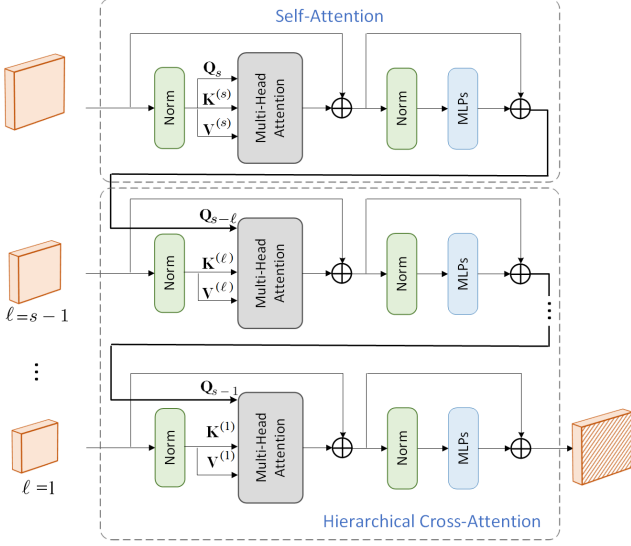 Self-Attention
Norm
Q_s
K^(s)
V^(s)
Multi-Head
Attention
Norm
MLPs
Q_{s−ℓ}
Norm
K^(ℓ)
V^(ℓ)
Multi-Head
Attention
Norm
MLPs
ℓ=s−1
Q_{s−1}
Norm
K^(1)
V^(1)
Multi-Head
Attention
Norm
MLPs
ℓ=1
Hierarchical Cross-Attention